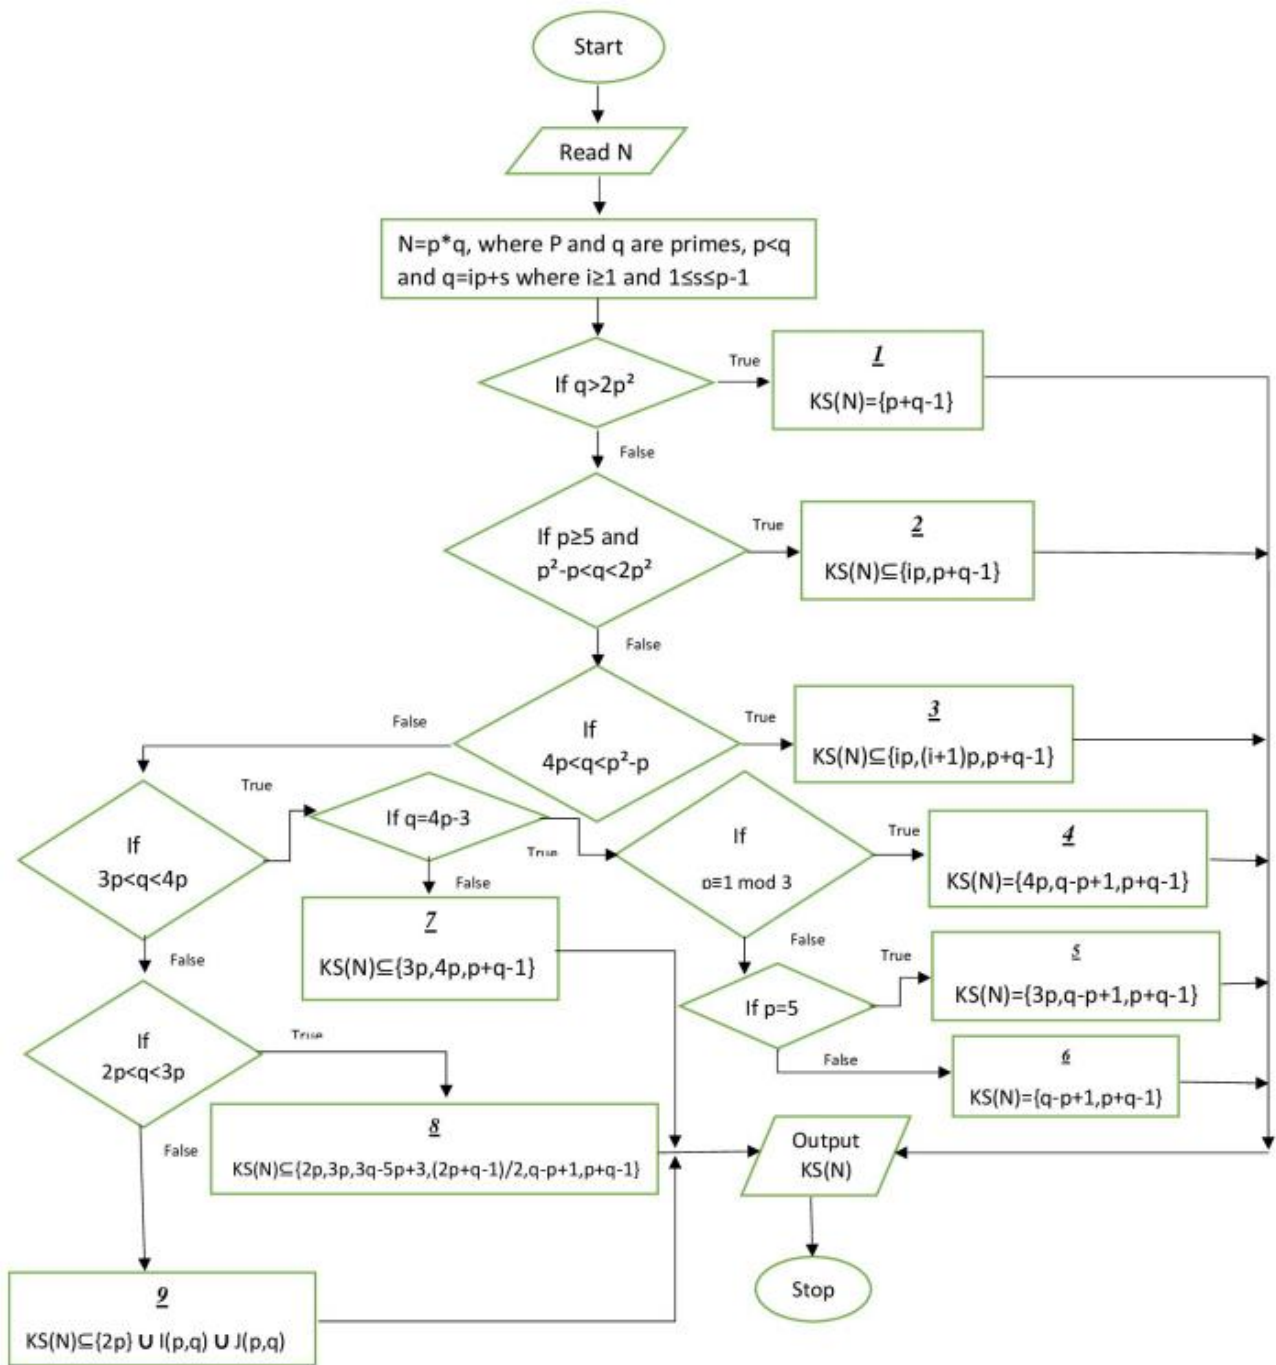 Start
Read N
N=p*q, where P and q are primes, p<q
and q=ip+s where i≥1 and 1≤s≤p-1
If q>2p²
True
1
KS(N)={p+q-1}
False
If p≥5 and
p²-p<q<2p²
True
2
KS(N)⊆{ip,p+q-1}
False
If
4p<q<p²-p
True
3
KS(N)⊆{ip,(i+1)p,p+q-1}
False
If
3p<q<4p
True
If q=4p-3
True
If
p≡1 mod 3
True
4
KS(N)={4p,q-p+1,p+q-1}
False
7
KS(N)⊆{3p,4p,p+q-1}
False
If p=5
True
5
KS(N)={3p,q-p+1,p+q-1}
False
6
KS(N)={q-p+1,p+q-1}
False
If
2p<q<3p
True
8
KS(N)⊆{2p,3p,3q-5p+3,(2p+q-1)/2,q-p+1,p+q-1}
False
9
KS(N)⊆{2p} ∪ I(p,q) ∪ J(p,q)
Output
KS(N)
Stop